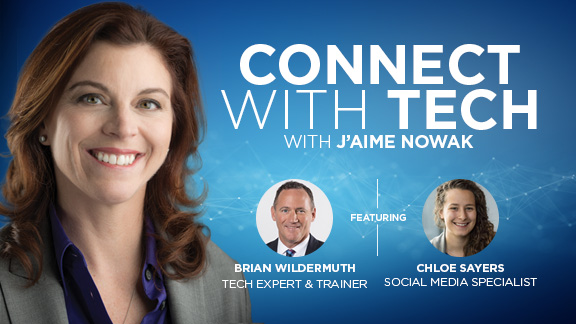 CONNECT
WITH TECH
WITH J'AIME NOWAK
FEATURING
BRIAN WILDERMUTH
TECH EXPERT & TRAINER
CHLOE SAYERS
SOCIAL MEDIA SPECIALIST